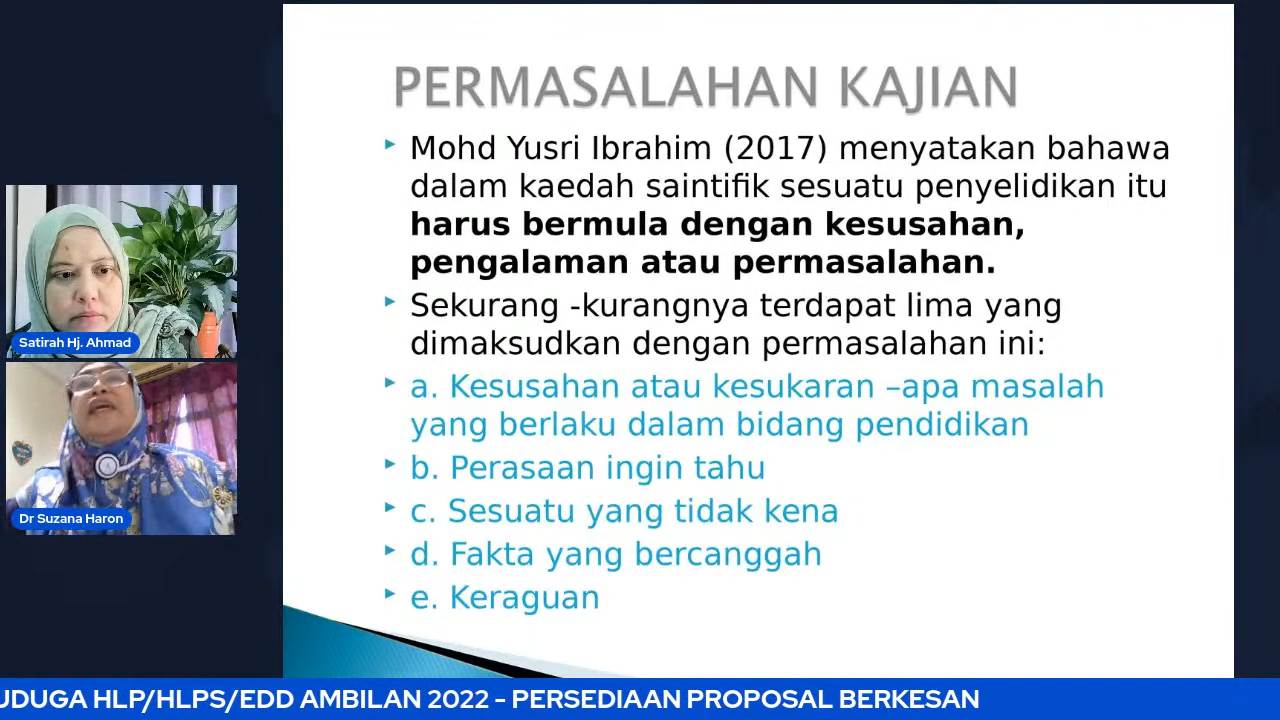 PERMASALAHAN KAJIAN
Mohd Yusri Ibrahim (2017) menyatakan bahawa
dalam kaedah saintifik sesuatu penyelidikan itu
harus bermula dengan kesusahan,
pengalaman atau permasalahan.
Sekurang -kurangnya terdapat lima yang
dimaksudkan dengan permasalahan ini:
a. Kesusahan atau kesukaran –apa masalah
yang berlaku dalam bidang pendidikan
b. Perasaan ingin tahu
c. Sesuatu yang tidak kena
d. Fakta yang bercanggah
e. Keraguan
Satirah Hj. Ahmad
Dr Suzana Haron
UDUGA HLP/HLPS/EDD AMBILAN 2022 - PERSEDIAAN PROPOSAL BERKESAN